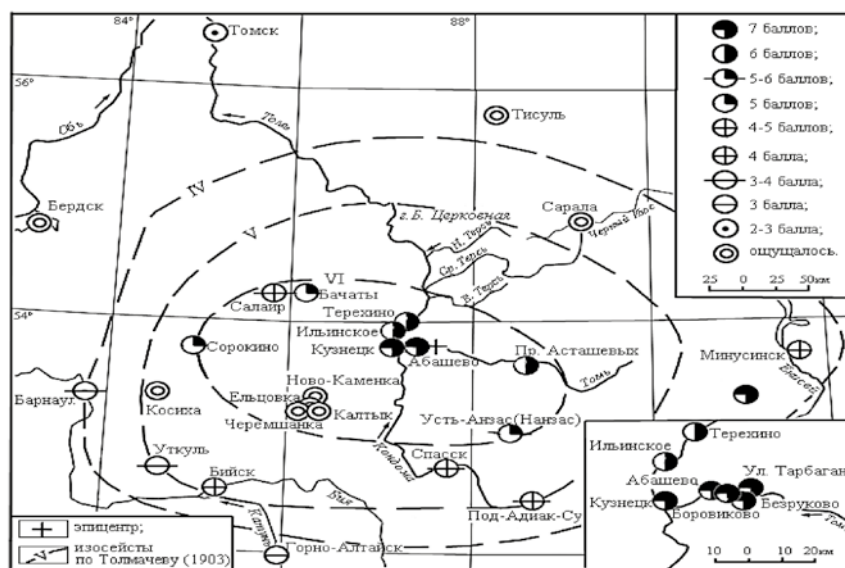 84°
88°
56°
54°
Томск
Тисуль
Обь
Томь
Бердск
IV
V
VI
г. Б. Церковная
Н. Терсь
Ср. Терсь
В. Терсь
Сарала
Черный Июс
Салаир
Бачаты
Терехино
Ильинское
Сорокино
Кузнецк
Абашево
Пр. Асташевых
Томь
Минусинск
Енисей
Барнаул
Косиха
Ново-Каменка
Ельцовка
Черемшанка
Калтык
Усть-Анзас(Нанзас)
Кондома
Уткуль
Бийск
Спасск
Бия
Под-Адиак-Су
Катунь
Горно-Алтайск
7 баллов;
6 баллов;
5-6 баллов;
5 баллов;
4-5 баллов;
4 балла;
3-4 балла;
3 балла;
2-3 балла;
ощущалось.
25 0 25 50км
Терехино
Ильинское
Абашево
Ул. Тарбаган
Кузнецк
Безруково
Боровиково
10 0 10 20км
эпицентр;
V
изосейсты
по Толмачеву (1903)